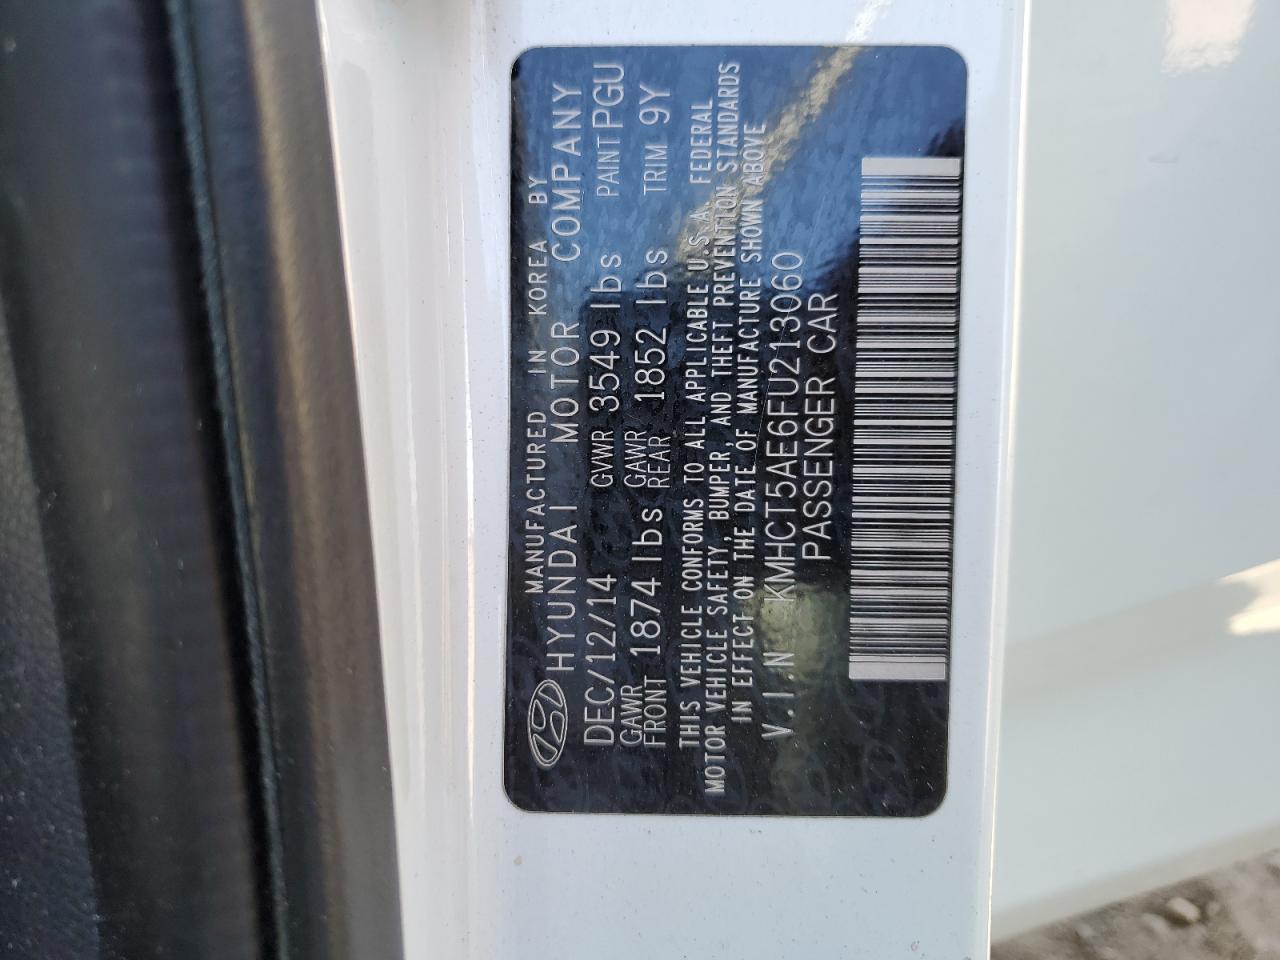 MANUFACTURED IN KOREA BY
HYUNDAI MOTOR COMPANY
DEC/12/14 GVWR 3549 lbs PAINT PGU
GAWR FRONT 1874 lbs GAWR REAR 1852 lbs TRIM 9Y
THIS VEHICLE CONFORMS TO ALL APPLICABLE U.S.A. FEDERAL
MOTOR VEHICLE SAFETY, BUMPER, AND THEFT PREVENTION STANDARDS
IN EFFECT ON THE DATE OF MANUFACTURE SHOWN ABOVE
V.I.N KMHCT5AE6FU213060
PASSENGER CAR